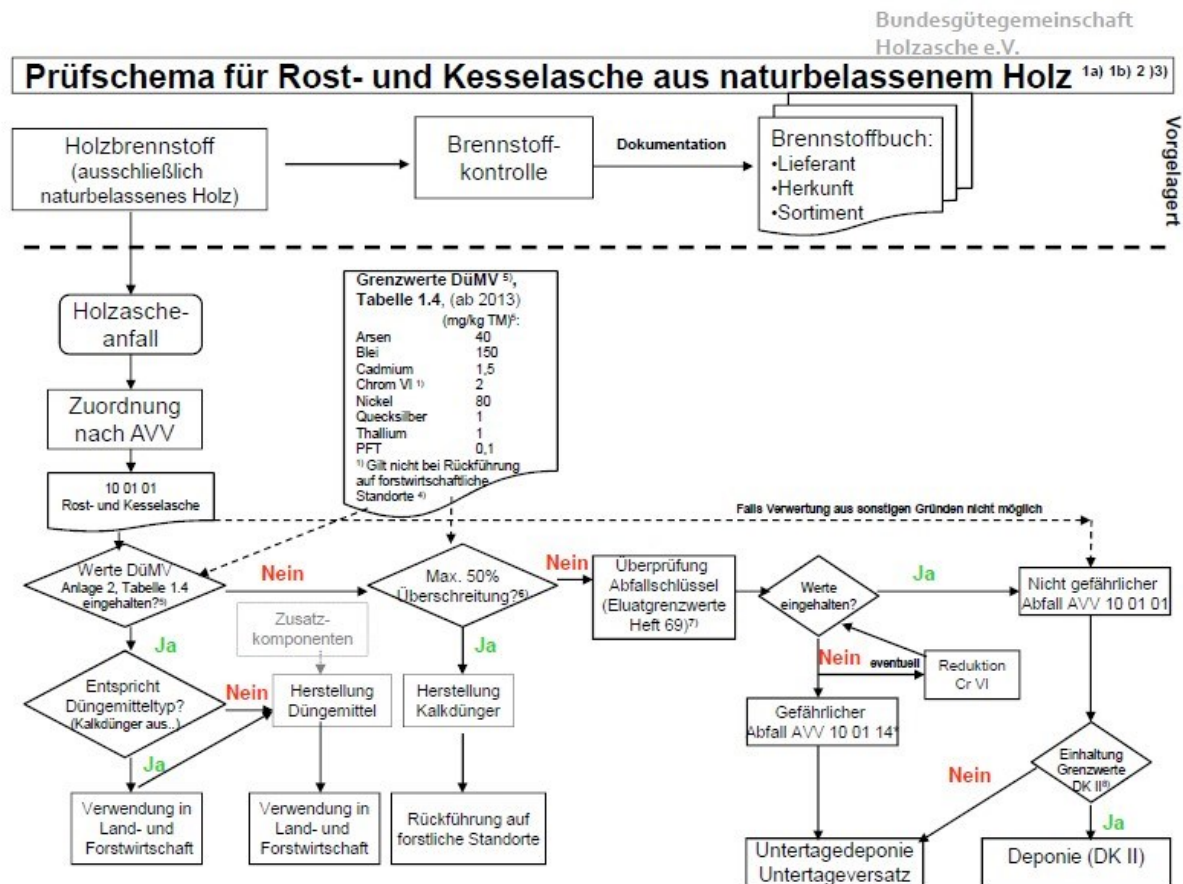 Bundesgütegemeinschaft
Holzasche e.V.
Prüfschema für Rost- und Kesselasche aus naturbelassenem Holz 1a) 1b) 2 )3)
Holzbrennstoff
(ausschließlich
naturbelassenes Holz)
Brennstoff-
kontrolle
Dokumentation
Brennstoffbuch:
•Lieferant
•Herkunft
•Sortiment
Vorgelagert
Holzasche-
anfall
Zuordnung
nach AVV
10 01 01
Rost- und Kesselasche
Grenzwerte DüMV 5),
Tabelle 1.4, (ab 2013)
(mg/kg TM)6:
Arsen 40
Blei 150
Cadmium 1,5
Chrom VI 1) 2
Nickel 80
Quecksilber 1
Thallium 1
PFT 0,1
1) Gilt nicht bei Rückführung
auf forstwirtschaftliche
Standorte 4)
Falls Verwertung aus sonstigen Gründen nicht möglich
Werte DüMV
Anlage 2, Tabelle 1.4
eingehalten?5)
Nein
Max. 50%
Überschreitung?6)
Nein
Überprüfung
Abfallschlüssel
(Eluatgrenzwerte
Heft 69)7)
Werte
eingehalten?
Ja
Nicht gefährlicher
Abfall AVV 10 01 01
Ja
Zusatz-
komponenten
Ja
Nein
eventuell
Reduktion
Cr VI
Entspricht
Düngemitteltyp?
(Kalkdünger aus..)
Nein
Herstellung
Düngemittel
Herstellung
Kalkdünger
Gefährlicher
Abfall AVV 10 01 14*
Ja
Verwendung in
Land- und
Forstwirtschaft
Verwendung in
Land- und
Forstwirtschaft
Rückführung auf
forstliche Standorte
Nein
Einhaltung
Grenzwerte
DK II8)
Ja
Untertagedeponie
Untertageversatz
Deponie (DK II)